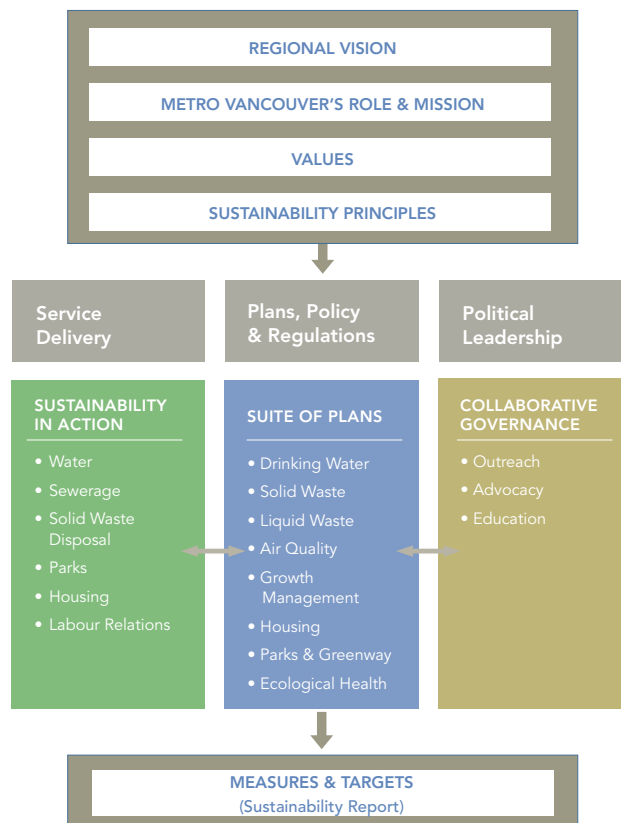 REGIONAL VISION
METRO VANCOUVER'S ROLE & MISSION
VALUES
SUSTAINABILITY PRINCIPLES
Service
Delivery
Plans, Policy
& Regulations
Political
Leadership
SUSTAINABILITY
IN ACTION
• Water
• Sewerage
• Solid Waste
Disposal
• Parks
• Housing
• Labour Relations
SUITE OF PLANS
• Drinking Water
• Solid Waste
• Liquid Waste
• Air Quality
• Growth
Management
• Housing
• Parks & Greenway
• Ecological Health
COLLABORATIVE
GOVERNANCE
• Outreach
• Advocacy
• Education
MEASURES & TARGETS
(Sustainability Report)